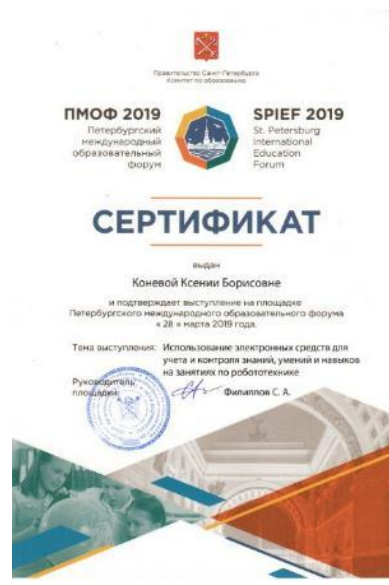 Правительство Санкт-Петербурга
Комитет по образованию
ПМОФ 2019
Петербургский
международный
образовательный
форум
SPIEF 2019
St. Petersburg
International
Education
Forum
СЕРТИФИКАТ
выдан
Коневой Ксении Борисовне
и подтверждает выступление на площадке
Петербургского международного образовательного форума
« 28 » марта 2019 года.
Тема выступления: Использование электронных средств для
учета и контроля знаний, умений и навыков
на занятиях по робототехнике
Руководитель
площадки:
Филиппов С. А.